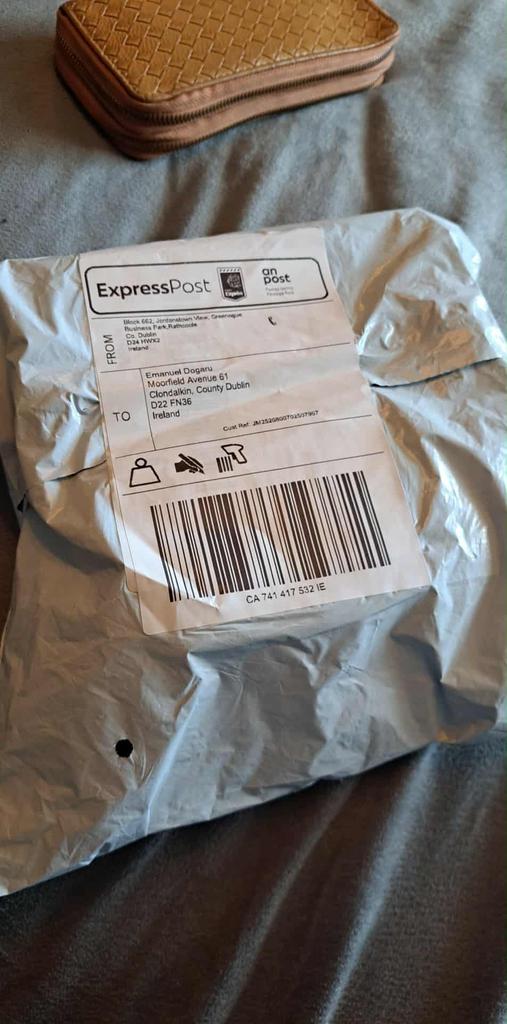 ExpressPost
an
post
FROM
Block 662, Jordanstown View, Greenogue
Business Park, Rathcoole
Co. Dublin
D24 HWX2
Ireland
TO
Emanuel Dogaru
Moorfield Avenue 61
Clondalkin, County Dublin
D22 FN36
Ireland
Cust Ref:
CA 741 417 532 IE